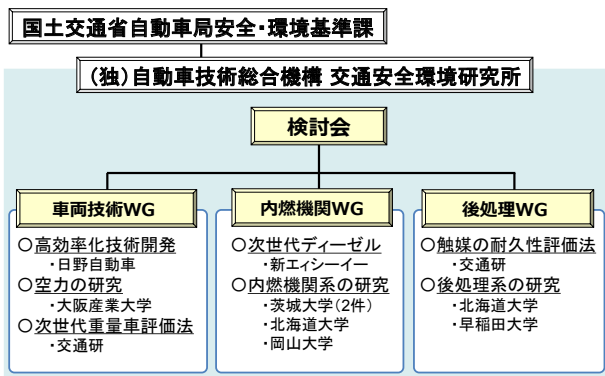 国土交通省自動車局安全・環境基準課
(独)自動車技術総合機構 交通安全環境研究所
検討会
車両技術WG
○高効率化技術開発
・日野自動車
○空力の研究
・大阪産業大学
○次世代重量車評価法
・交通研
内燃機関WG
○次世代ディーゼル
・新エィシーイー
○内燃機関系の研究
・茨城大学(2件)
・北海道大学
・岡山大学
後処理WG
○触媒の耐久性評価法
・交通研
○後処理系の研究
・北海道大学
・早稲田大学